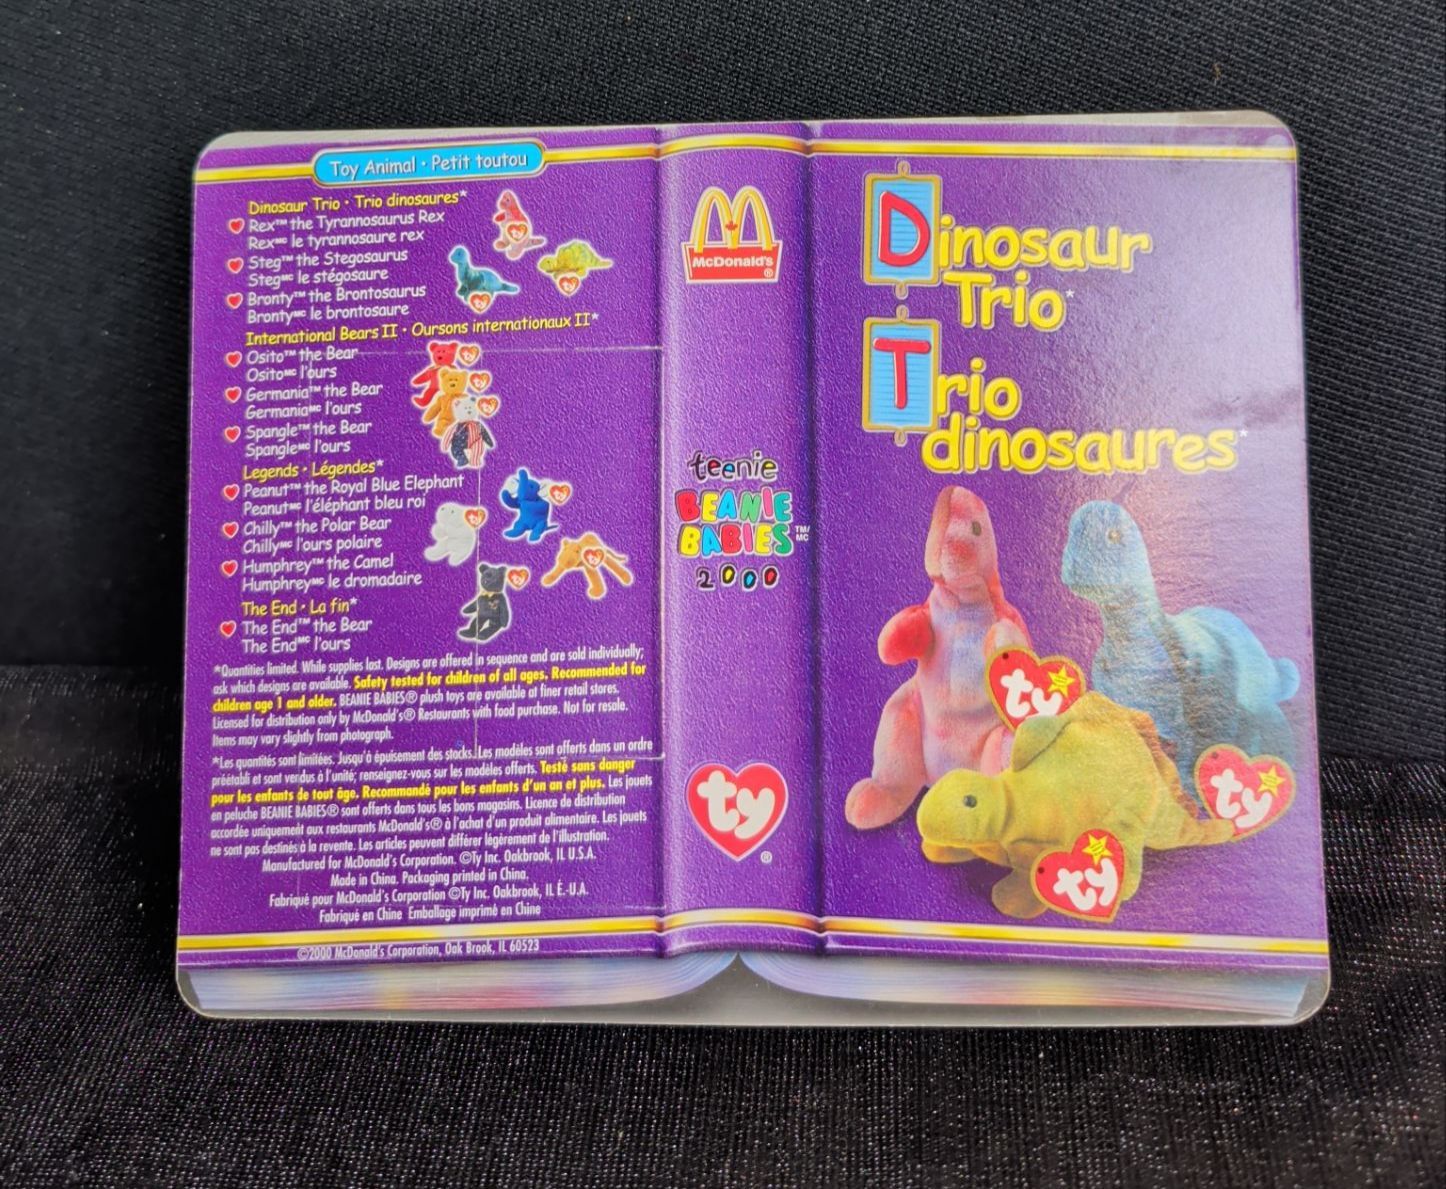 Toy Animal • Petit toutou
Dinosaur Trio • Trio dinosaures*
Rex™ the Tyrannosaurus Rex
Rexᴹᶜ le tyrannosaure rex
Steg™ the Stegosaurus
Stegᴹᶜ le stégosaure
Bronty™ the Brontosaurus
Brontyᴹᶜ le brontosaure
International Bears II • Oursons internationaux II*
Osito™ the Bear
Ositoᴹᶜ l'ours
Germania™ the Bear
Germaniaᴹᶜ l'ours
Spangle™ the Bear
Spangleᴹᶜ l'ours
Legends • Légendes*
Peanut™ the Royal Blue Elephant
Peanutᴹᶜ l'éléphant bleu roi
Chilly™ the Polar Bear
Chillyᴹᶜ l'ours polaire
Humphrey™ the Camel
Humphreyᴹᶜ le dromadaire
The End • La fin*
The End™ the Bear
The Endᴹᶜ l'ours
*Quantities limited. While supplies last. Designs are offered in sequence and are sold individually;
ask which designs are available. Safety tested for children of all ages. Recommended for
children age 1 and older. BEANIE BABIES® plush toys are available at finer retail stores.
Licensed for distribution only by McDonald's® Restaurants with food purchase. Not for resale.
Items may vary slightly from photograph.
*Les quantités sont limitées. Jusqu'à épuisement des stocks. Les modèles sont offerts dans un ordre
préétabli et sont vendus à l'unité; renseignez-vous sur les modèles offerts. Testé sans danger
pour les enfants de tout âge. Recommandé pour les enfants d'un an et plus. Les jouets
en peluche BEANIE BABIES® sont offerts dans tous les bons magasins. Licence de distribution
accordée uniquement aux restaurants McDonald's® à l'achat d'un produit alimentaire. Les jouets
ne sont pas destinés à la revente. Les articles peuvent différer légèrement de l'illustration.
Manufactured for McDonald's Corporation. ©Ty Inc. Oakbrook, IL U.S.A.
Made in China. Packaging printed in China.
Fabriqué pour McDonald's Corporation ©Ty Inc. Oakbrook, IL É.-U.A.
Fabriqué en Chine Emballage imprimé en Chine
©2000 McDonald's Corporation, Oak Brook, IL 60523
McDonald's®
teenie
BEANIE
BABIES TM/MC
2000
ty®
Dinosaur
Trio*
Trio
dinosaures*
ty
ty
ty